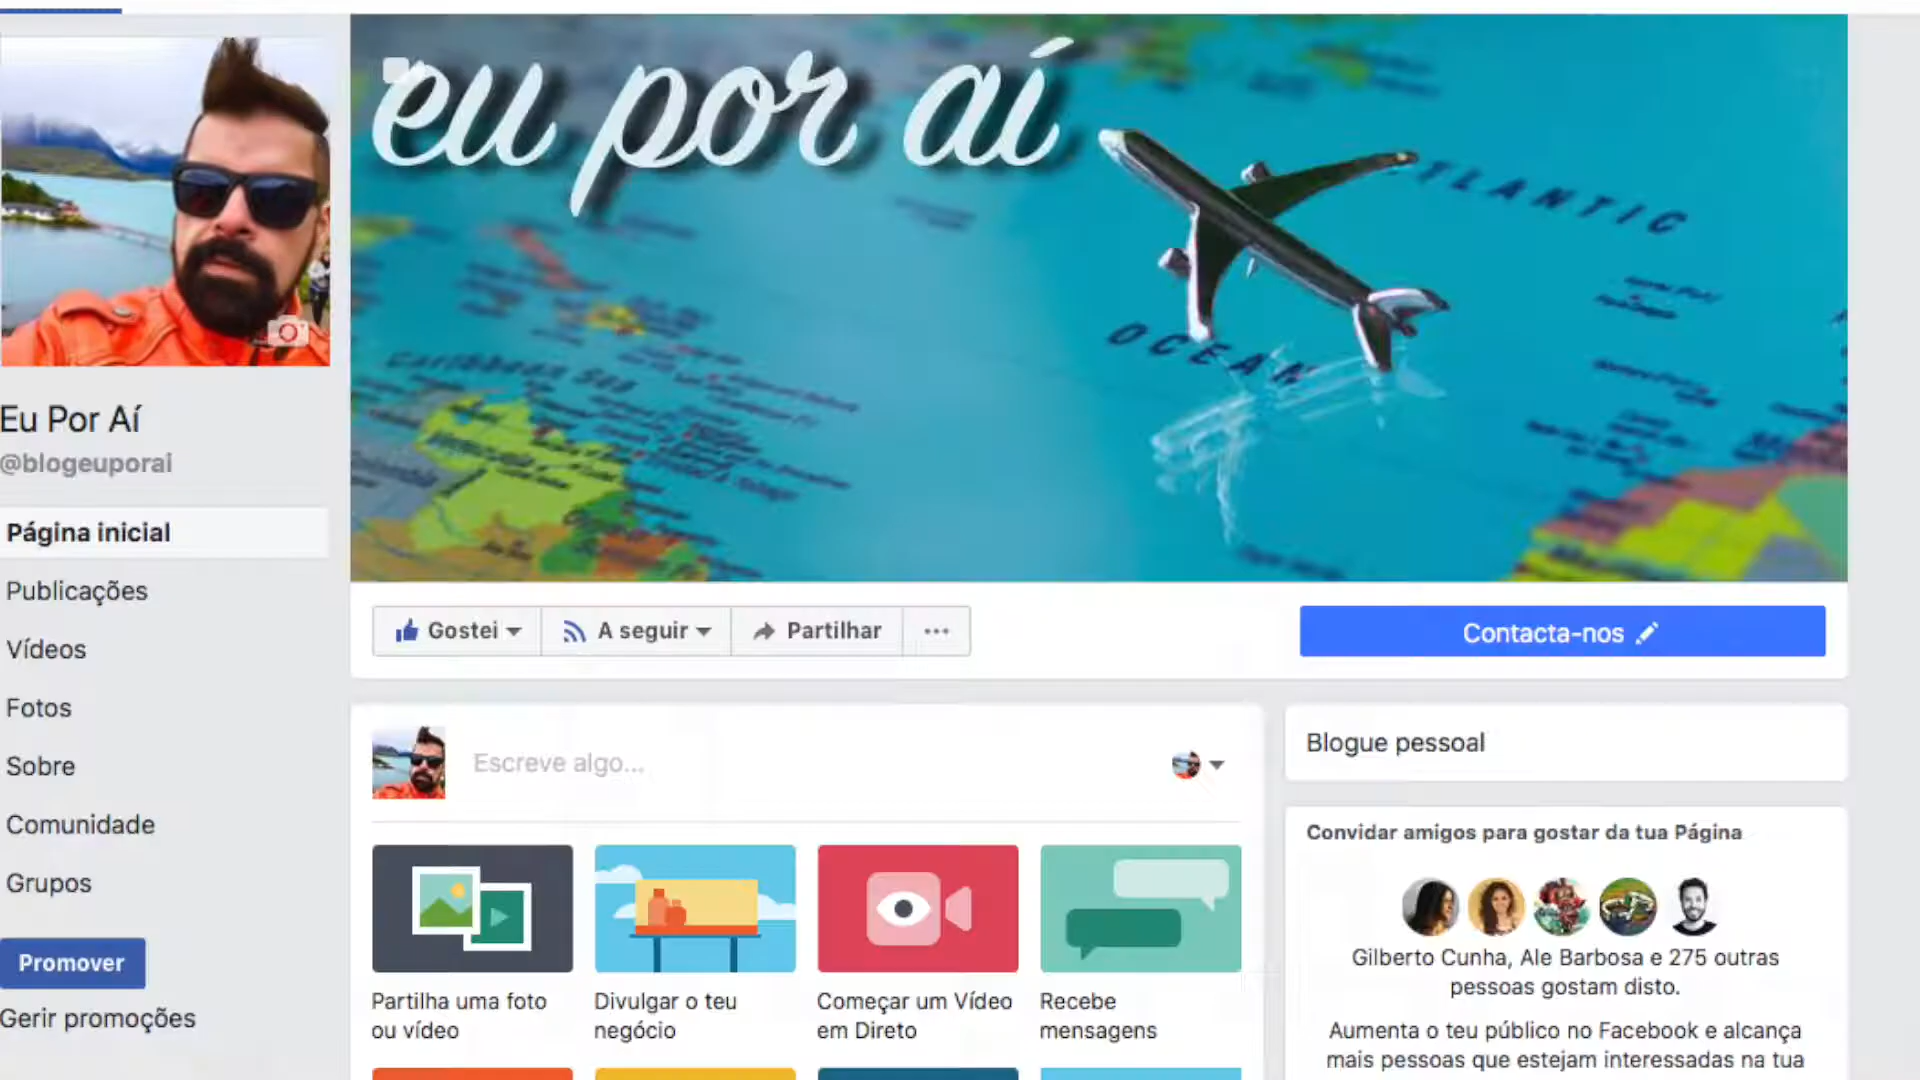 eu por aí
ATLANTIC
OCEAN
Caribbean Sea
Eu Por Aí
@blogeuporai
Página inicial
Publicações
Vídeos
Fotos
Sobre
Comunidade
Grupos
Promover
Gerir promoções
Gostei
A seguir
Partilhar
Contacta-nos
Escreve algo...
Partilha uma foto
ou vídeo
Divulgar o teu
negócio
Começar um Vídeo
em Direto
Recebe
mensagens
Blogue pessoal
Convidar amigos para gostar da tua Página
Gilberto Cunha, Ale Barbosa e 275 outras
pessoas gostam disto.
Aumenta o teu público no Facebook e alcança
mais pessoas que estejam interessadas na tua